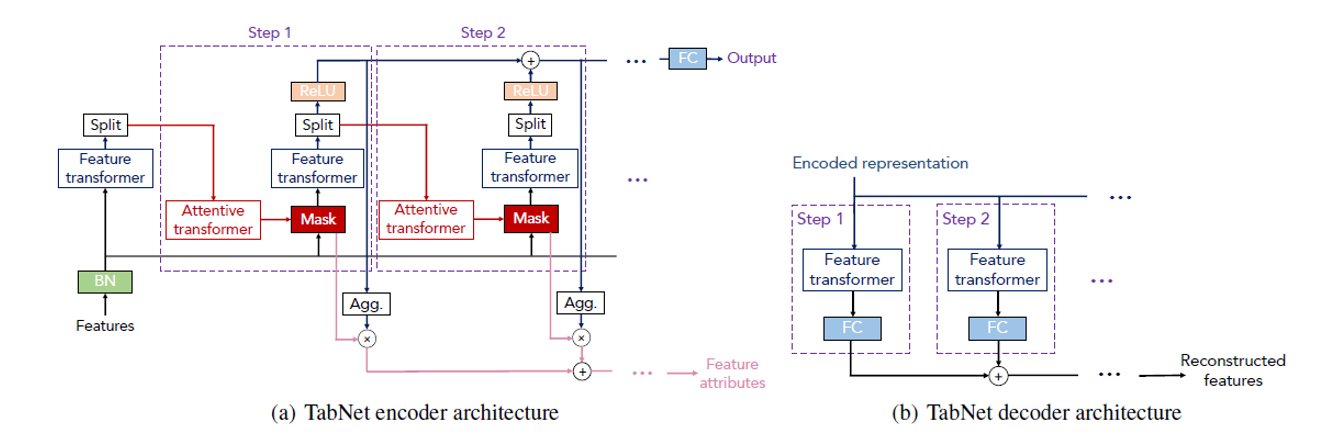 Step 1
Step 2
+
...
FC
Output
ReLU
ReLU
Split
Split
Split
Feature
transformer
Feature
transformer
Feature
transformer
...
Attentive
transformer
Mask
Attentive
transformer
Mask
BN
Features
Agg.
Agg.
×
×
+
...
Feature
attributes
(a) TabNet encoder architecture
Encoded representation
...
Step 1
Step 2
Feature
transformer
Feature
transformer
...
FC
FC
+
...
Reconstructed
features
(b) TabNet decoder architecture